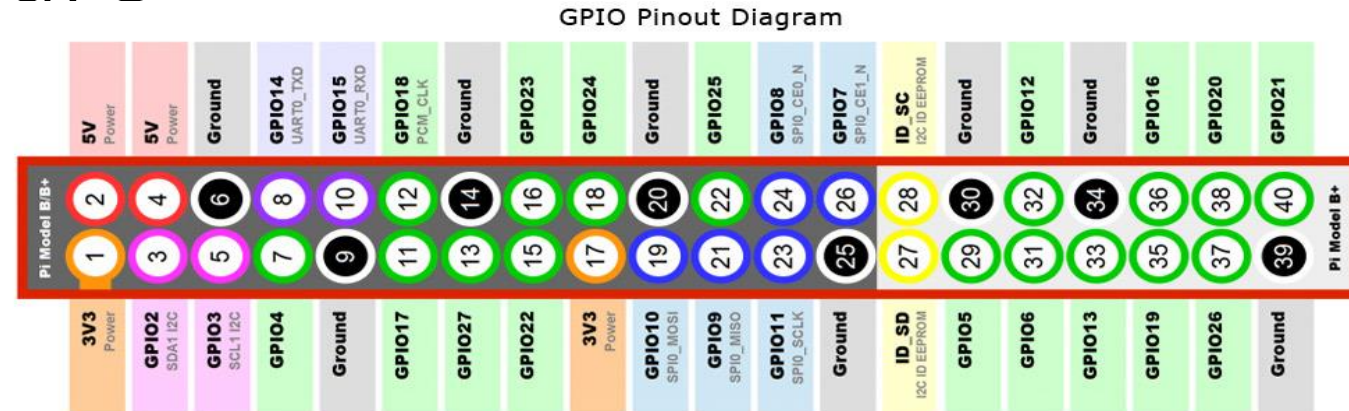 GPIO Pinout Diagram
5V
Power
5V
Power
Ground
GPIO14
UART0_TXD
GPIO15
UART0_RXD
GPIO18
PCM_CLK
Ground
GPIO23
GPIO24
Ground
GPIO25
GPIO8
SPI0_CE0_N
GPIO7
SPI0_CE1_N
ID_SC
I2C ID EEPROM
Ground
GPIO12
Ground
GPIO16
GPIO20
GPIO21
Pi Model B/B+
2 4 6 8 10 12 14 16 18 20 22 24 26 28 30 32 34 36 38 40
1 3 5 7 9 11 13 15 17 19 21 23 25 27 29 31 33 35 37 39
Pi Model B+
3V3
Power
GPIO2
SDA1 I2C
GPIO3
SCL1 I2C
GPIO4
Ground
GPIO17
GPIO27
GPIO22
3V3
Power
GPIO10
SPI0_MOSI
GPIO9
SPI0_MISO
GPIO11
SPI0_SCLK
Ground
ID_SD
I2C ID EEPROM
GPIO5
GPIO6
GPIO13
GPIO19
GPIO26
Ground